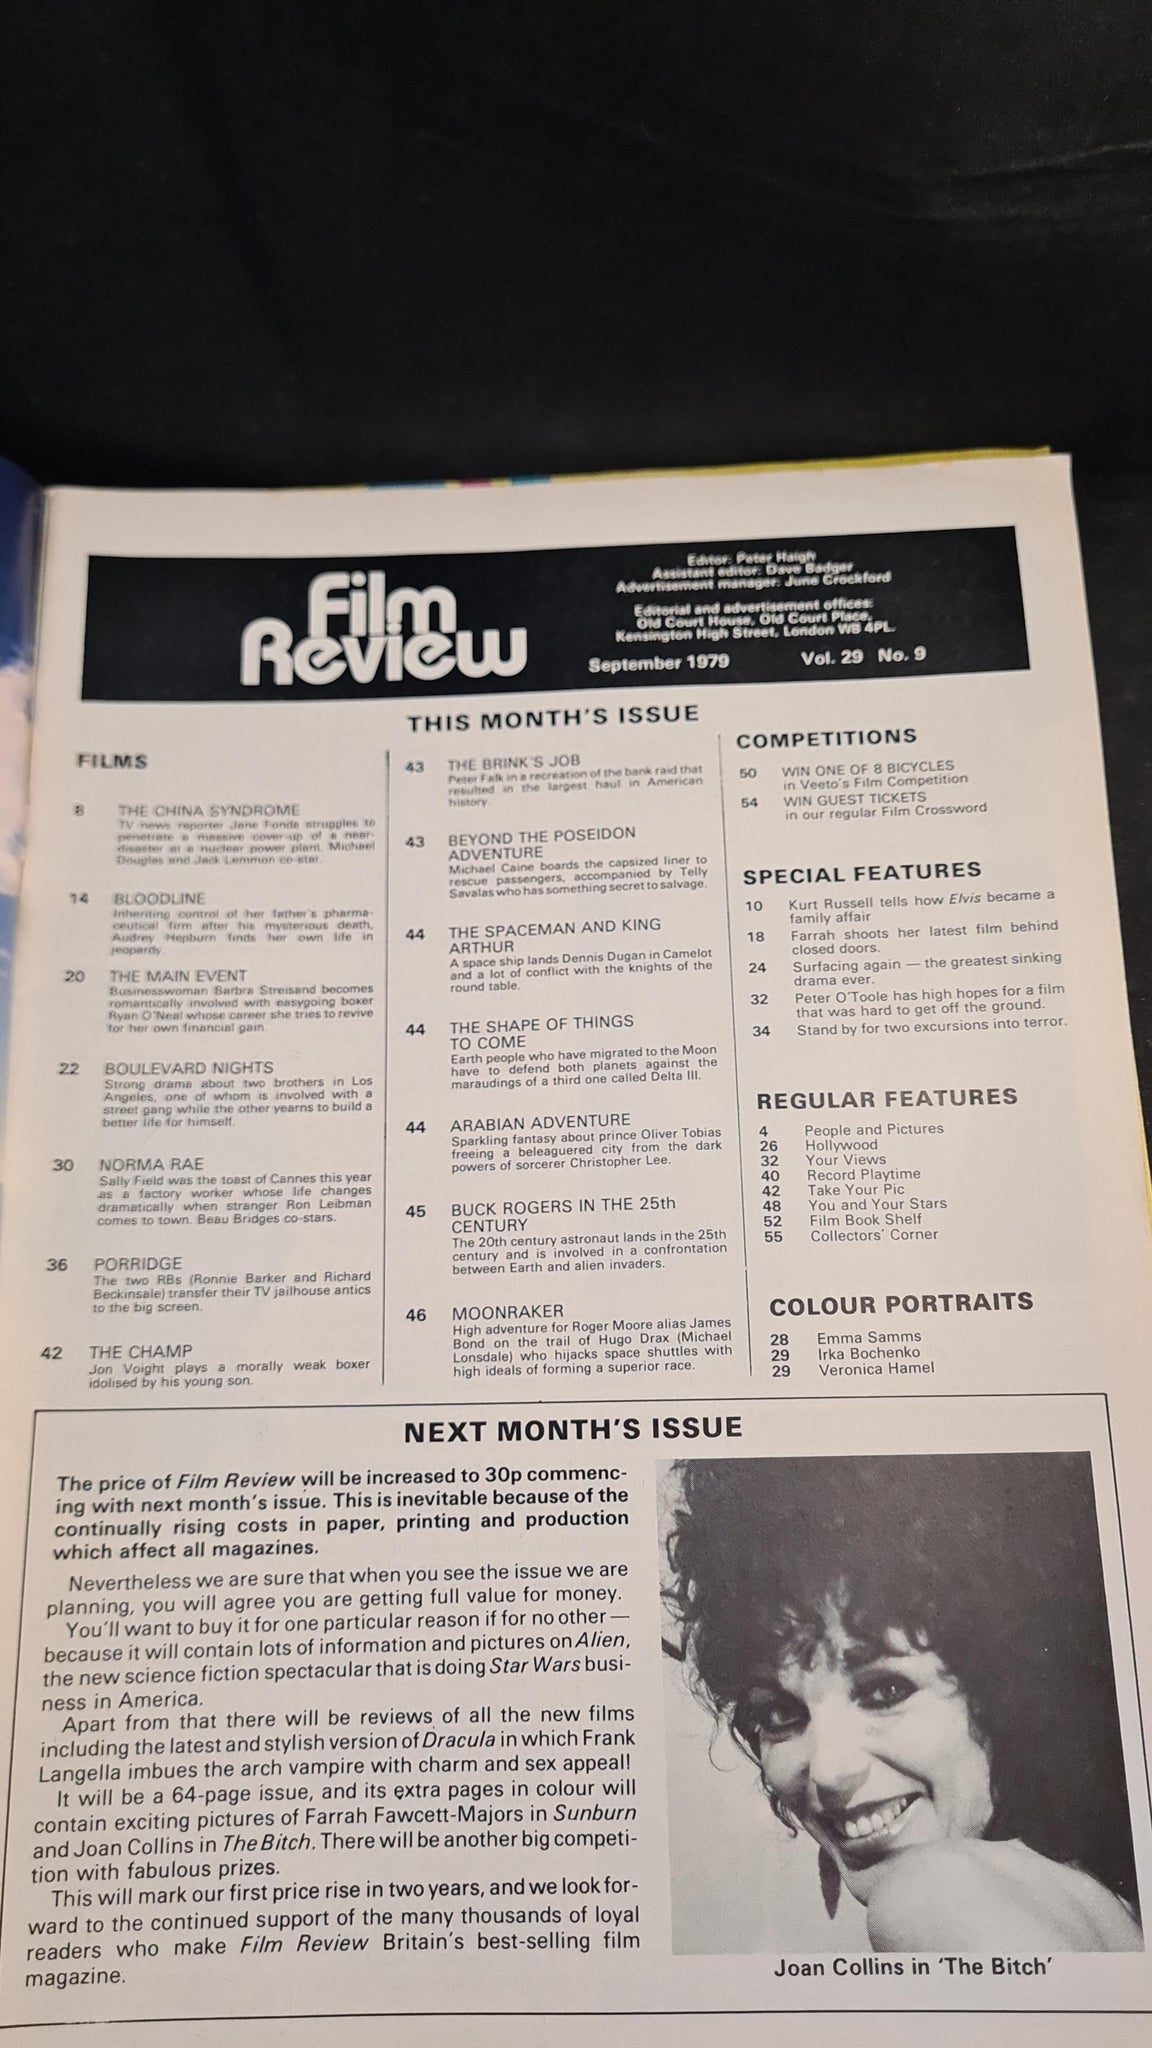 Film
Review
Editor: Peter Haigh
Assistant editor: Dave Badger
Advertisement manager: June Crockford
Editorial and advertisement offices:
Old Court House, Old Court Place,
Kensington High Street, London W8 4PL.
September 1979
Vol. 29 No. 9
THIS MONTH'S ISSUE
FILMS
8 THE CHINA SYNDROME
TV news reporter Jane Fonda struggles to
penetrate a massive cover-up of a near-
disaster at a nuclear power plant. Michael
Douglas and Jack Lemmon co-star.
14 BLOODLINE
Inheriting control of her father's pharma-
ceutical firm after his mysterious death,
Audrey Hepburn finds her own life in
jeopardy.
20 THE MAIN EVENT
Businesswoman Barbra Streisand becomes
romantically involved with easygoing boxer
Ryan O'Neal whose career she tries to revive
for her own financial gain.
22 BOULEVARD NIGHTS
Strong drama about two brothers in Los
Angeles, one of whom is involved with a
street gang while the other yearns to build a
better life for himself.
30 NORMA RAE
Sally Field was the toast of Cannes this year
as a factory worker whose life changes
dramatically when stranger Ron Leibman
comes to town. Beau Bridges co-stars.
36 PORRIDGE
The two RBs (Ronnie Barker and Richard
Beckinsale) transfer their TV jailhouse antics
to the big screen.
42 THE CHAMP
Jon Voight plays a morally weak boxer
idolised by his young son.
43 THE BRINK'S JOB
Peter Falk in a recreation of the bank raid that
resulted in the largest haul in American
history.
43 BEYOND THE POSEIDON
ADVENTURE
Michael Caine boards the capsized liner to
rescue passengers, accompanied by Telly
Savalas who has something secret to salvage.
44 THE SPACEMAN AND KING
ARTHUR
A space ship lands Dennis Dugan in Camelot
and a lot of conflict with the knights of the
round table.
44 THE SHAPE OF THINGS
TO COME
Earth people who have migrated to the Moon
have to defend both planets against the
maraudings of a third one called Delta III.
44 ARABIAN ADVENTURE
Sparkling fantasy about prince Oliver Tobias
freeing a beleaguered city from the dark
powers of sorcerer Christopher Lee.
45 BUCK ROGERS IN THE 25th
CENTURY
The 20th century astronaut lands in the 25th
century and is involved in a confrontation
between Earth and alien invaders.
46 MOONRAKER
High adventure for Roger Moore alias James
Bond on the trail of Hugo Drax (Michael
Lonsdale) who hijacks space shuttles with
high ideals of forming a superior race.
COMPETITIONS
50 WIN ONE OF 8 BICYCLES
in Veeto's Film Competition
54 WIN GUEST TICKETS
in our regular Film Crossword
SPECIAL FEATURES
10 Kurt Russell tells how Elvis became a
family affair
18 Farrah shoots her latest film behind
closed doors.
24 Surfacing again — the greatest sinking
drama ever.
32 Peter O'Toole has high hopes for a film
that was hard to get off the ground.
34 Stand by for two excursions into terror.
REGULAR FEATURES
4 People and Pictures
26 Hollywood
32 Your Views
40 Record Playtime
42 Take Your Pic
48 You and Your Stars
52 Film Book Shelf
55 Collectors' Corner
COLOUR PORTRAITS
28 Emma Samms
29 Irka Bochenko
29 Veronica Hamel
NEXT MONTH'S ISSUE
The price of Film Review will be increased to 30p commenc-
ing with next month's issue. This is inevitable because of the
continually rising costs in paper, printing and production
which affect all magazines.
Nevertheless we are sure that when you see the issue we are
planning, you will agree you are getting full value for money.
You'll want to buy it for one particular reason if for no other —
because it will contain lots of information and pictures on Alien,
the new science fiction spectacular that is doing Star Wars busi-
ness in America.
Apart from that there will be reviews of all the new films
including the latest and stylish version of Dracula in which Frank
Langella imbues the arch vampire with charm and sex appeal!
It will be a 64-page issue, and its extra pages in colour will
contain exciting pictures of Farrah Fawcett-Majors in Sunburn
and Joan Collins in The Bitch. There will be another big competi-
tion with fabulous prizes.
This will mark our first price rise in two years, and we look for-
ward to the continued support of the many thousands of loyal
readers who make Film Review Britain's best-selling film
magazine.
Joan Collins in 'The Bitch'